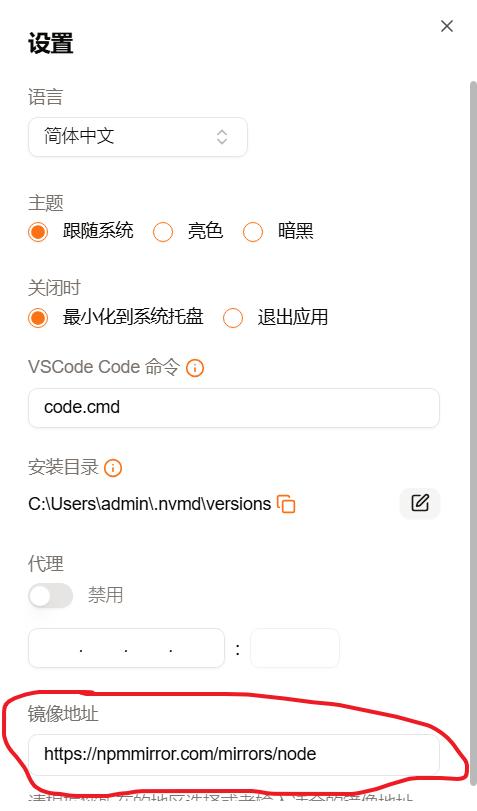 设置
语言
简体中文
主题
跟随系统 亮色 暗黑
关闭时
最小化到系统托盘 退出应用
VSCode Code 命令
code.cmd
安装目录
C:\Users\admin\.nvmd\versions
代理
禁用
. . . :
镜像地址
https://npmmirror.com/mirrors/node